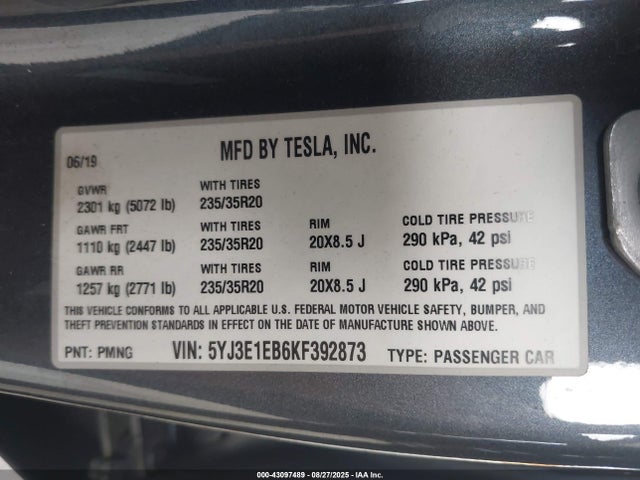 06/19 MFD BY TESLA, INC.
GVWR WITH TIRES
2301 kg (5072 lb) 235/35R20
GAWR FRT WITH TIRES RIM COLD TIRE PRESSURE
1110 kg (2447 lb) 235/35R20 20X8.5 J 290 kPa, 42 psi
GAWR RR WITH TIRES RIM COLD TIRE PRESSURE
1257 kg (2771 lb) 235/35R20 20X8.5 J 290 kPa, 42 psi
THIS VEHICLE CONFORMS TO ALL APPLICABLE U.S. FEDERAL MOTOR VEHICLE SAFETY, BUMPER, AND
THEFT PREVENTION STANDARDS IN EFFECT ON THE DATE OF MANUFACTURE SHOWN ABOVE.
PNT: PMNG VIN: 5YJ3E1EB6KF392873 TYPE: PASSENGER CAR
000-43097489 - 08/27/2025 - IAA Inc.